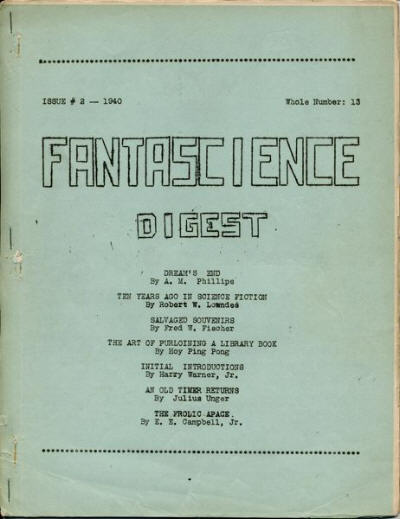 ISSUE # 2 — 1940 Whole Number: 13
FANTASCIENCE
DIGEST
DREAM'S END
By A. M. Phillips
TEN YEARS AGO IN SCIENCE FICTION
By Robert W. Lowndes
SALVAGED SOUVENIRS
By Fred W. Fischer
THE ART OF PURLOINING A LIBRARY BOOK
By Hoy Ping Pong
INITIAL INTRODUCTIONS
By Harry Warner, Jr.
AN OLD TIMER RETURNS
By Julius Unger
THE FROLIC APACE.
By E. E. Campbell, Jr.